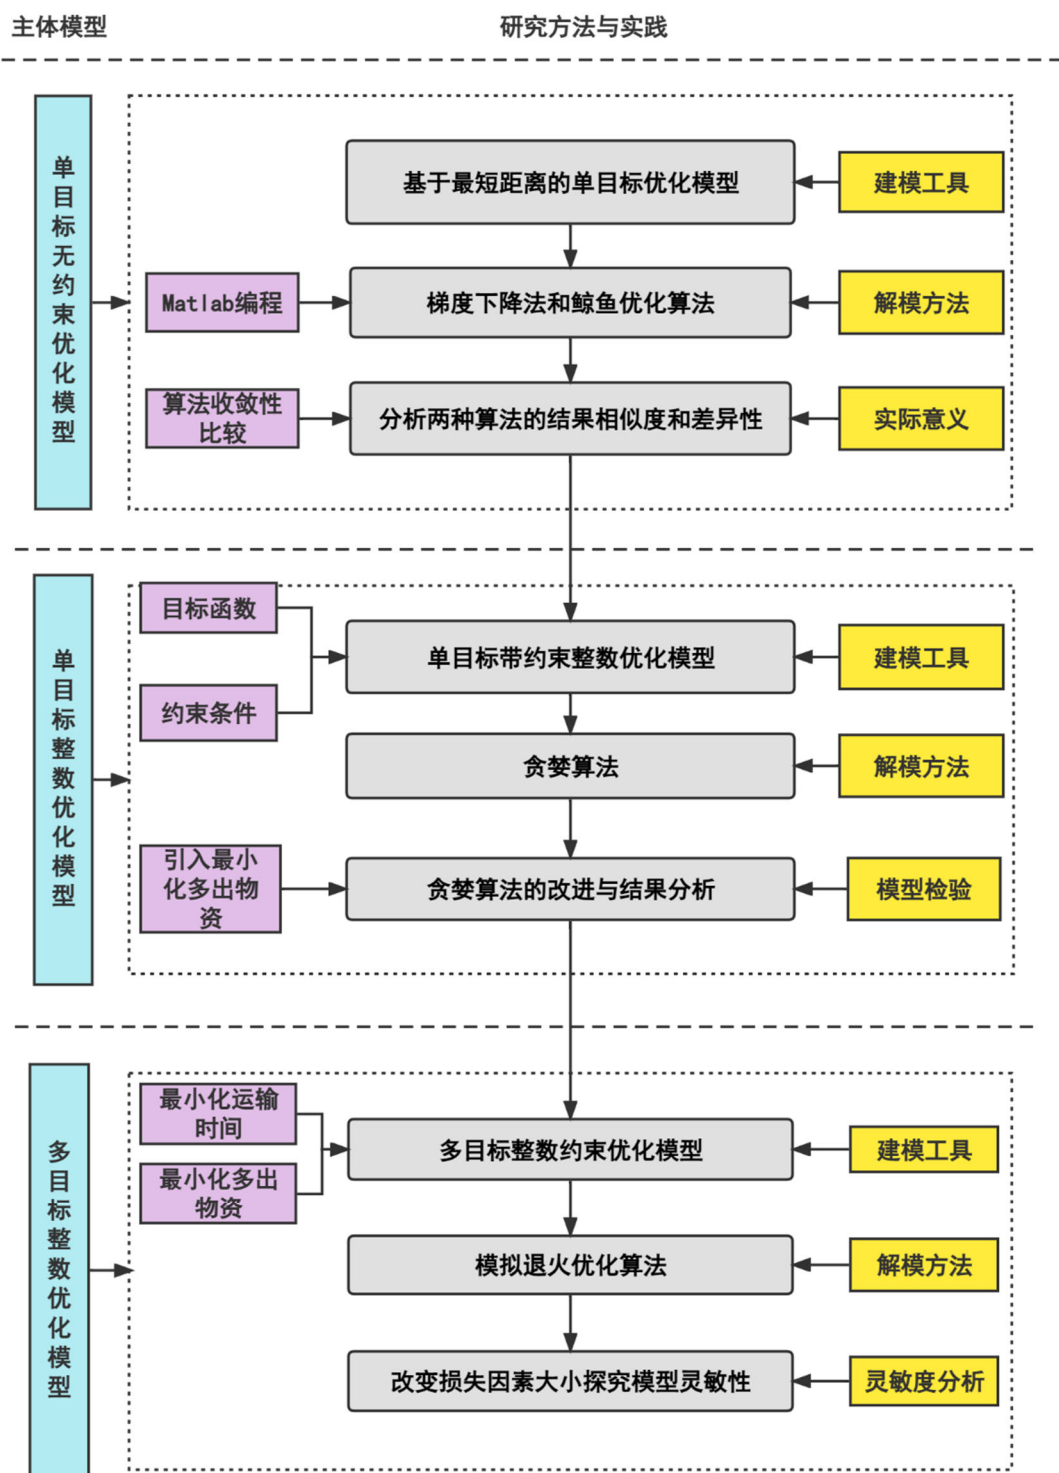 主体模型
研究方法与实践
单目标无约束优化模型
基于最短距离的单目标优化模型
建模工具
Matlab编程
梯度下降法和鲸鱼优化算法
解模方法
算法收敛性
比较
分析两种算法的结果相似度和差异性
实际意义
单目标整数优化模型
目标函数
约束条件
单目标带约束整数优化模型
建模工具
贪婪算法
解模方法
引入最小
化多出物
资
贪婪算法的改进与结果分析
模型检验
多目标整数优化模型
最小化运输
时间
最小化多出
物资
多目标整数约束优化模型
建模工具
模拟退火优化算法
解模方法
改变损失因素大小探究模型灵敏性
灵敏度分析